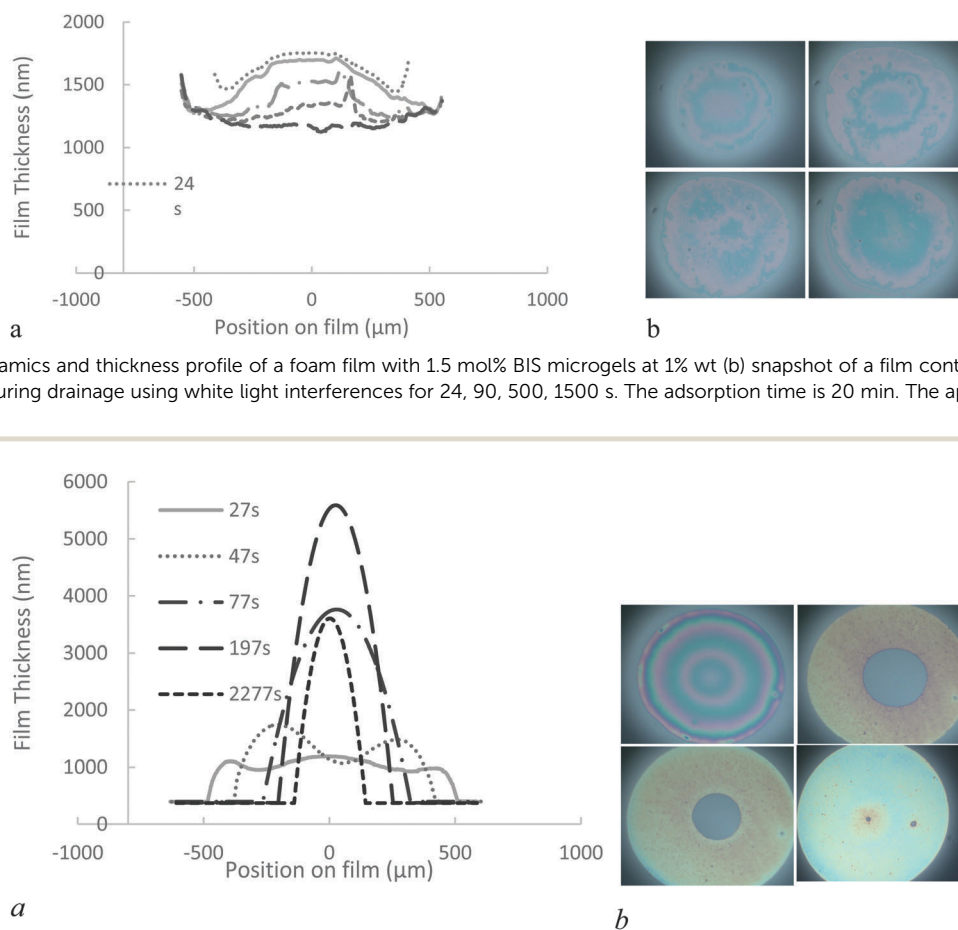 2000
1500
1000
500
0
Film Thickness (nm)
24
s
-1000 -500 0 500 1000
Position on film (µm)
a
b
amics and thickness profile of a foam film with 1.5 mol% BIS microgels at 1% wt (b) snapshot of a film cont
uring drainage using white light interferences for 24, 90, 500, 1500 s. The adsorption time is 20 min. The ap
6000
5000
4000
3000
2000
1000
0
Film Thickness (nm)
27s
47s
77s
197s
2277s
-1000 -500 0 500 1000
Position on film (µm)
a
b